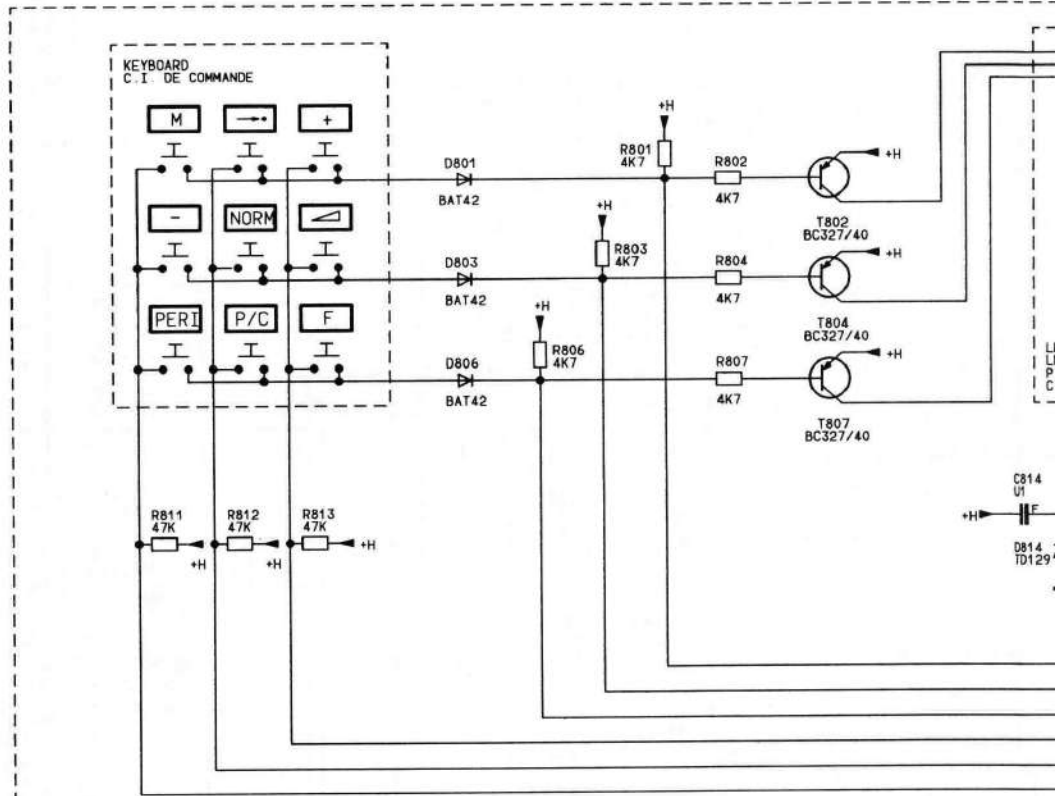 KEYBOARD
C.I. DE COMMANDE
M
+
-
NORM
PERI
P/C
F
D801
BAT42
D803
BAT42
D806
BAT42
+H
R801
4K7
+H
R803
4K7
+H
R806
4K7
R802
4K7
R804
4K7
R807
4K7
+H
T802
BC327/40
+H
T804
BC327/40
+H
T807
BC327/40
R811
47K
+H
R812
47K
+H
R813
47K
+H
C814
U1
F
+H
D814
TD129
P
C